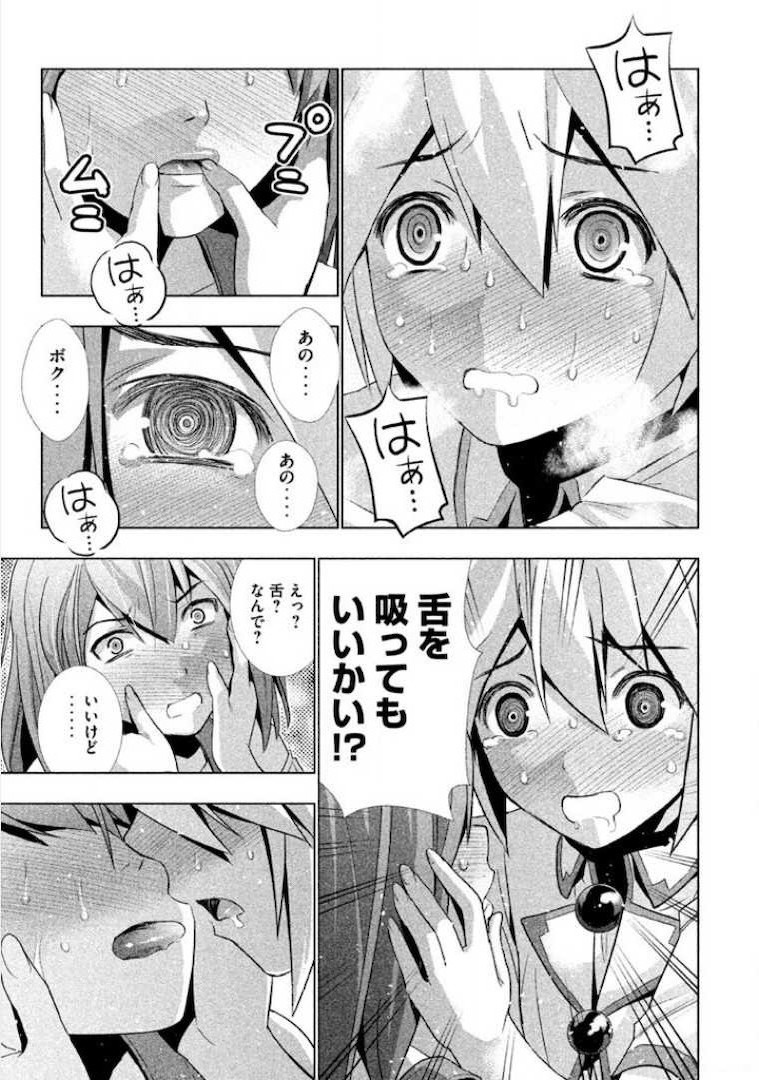 はぁ…
はぁ…
プニ
ムニ
はぁ…
あの‥‥
あの‥‥
ボク‥‥
はぁ…
舌を
吸っても
いいかい!?
えっ?
舌?
なんで?
いいけど
‥‥‥